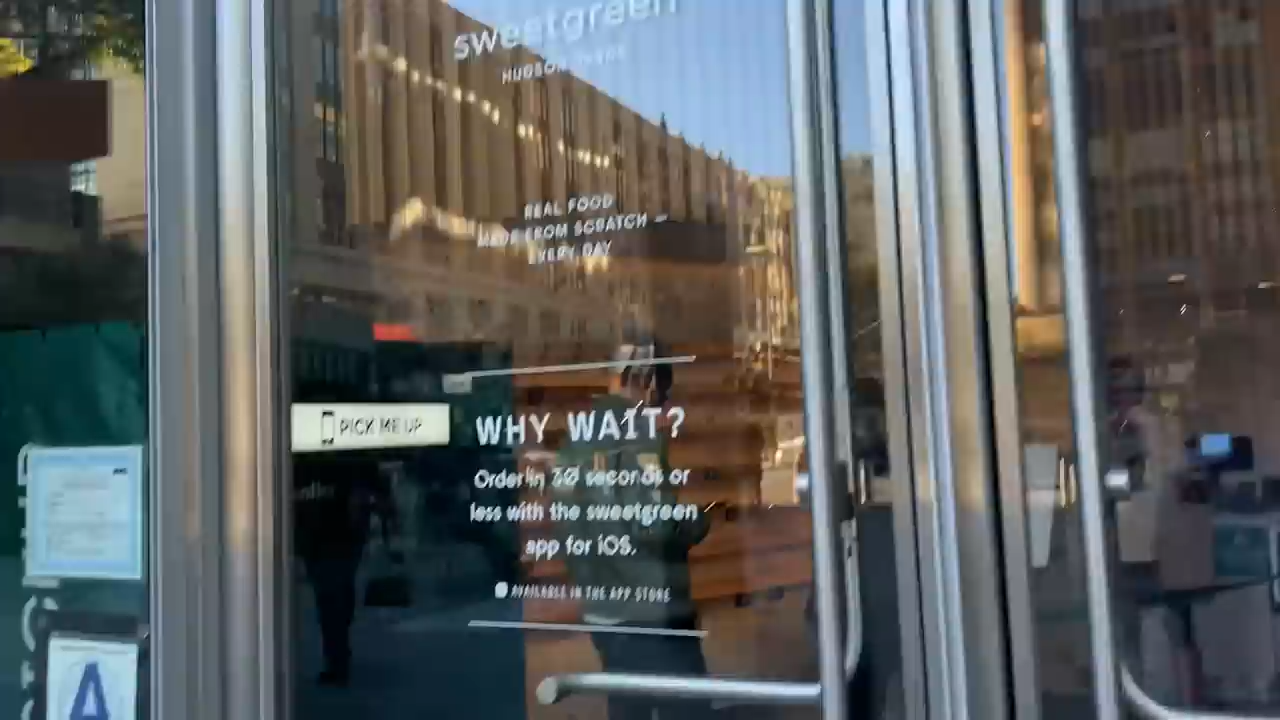 sweetgreen
HUDSON YARDS
REAL FOOD
MADE FROM SCRATCH
EVERY DAY
PICK ME UP
WHY WAIT?
Order in 30 seconds or
less with the sweetgreen
app for iOS.
AVAILABLE IN THE APP STORE
A